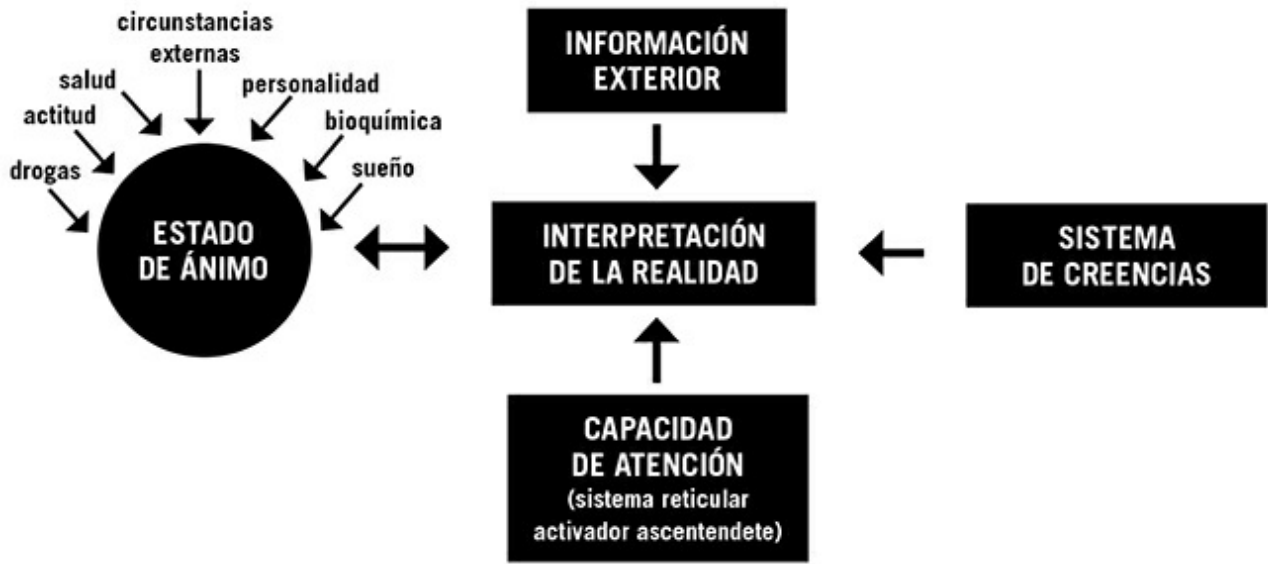 circunstancias
externas
salud
personalidad
actitud
bioquímica
drogas
sueño
ESTADO
DE ÁNIMO
INFORMACIÓN
EXTERIOR
INTERPRETACIÓN
DE LA REALIDAD
SISTEMA
DE CREENCIAS
CAPACIDAD
DE ATENCIÓN
(sistema reticular
activador ascentendete)